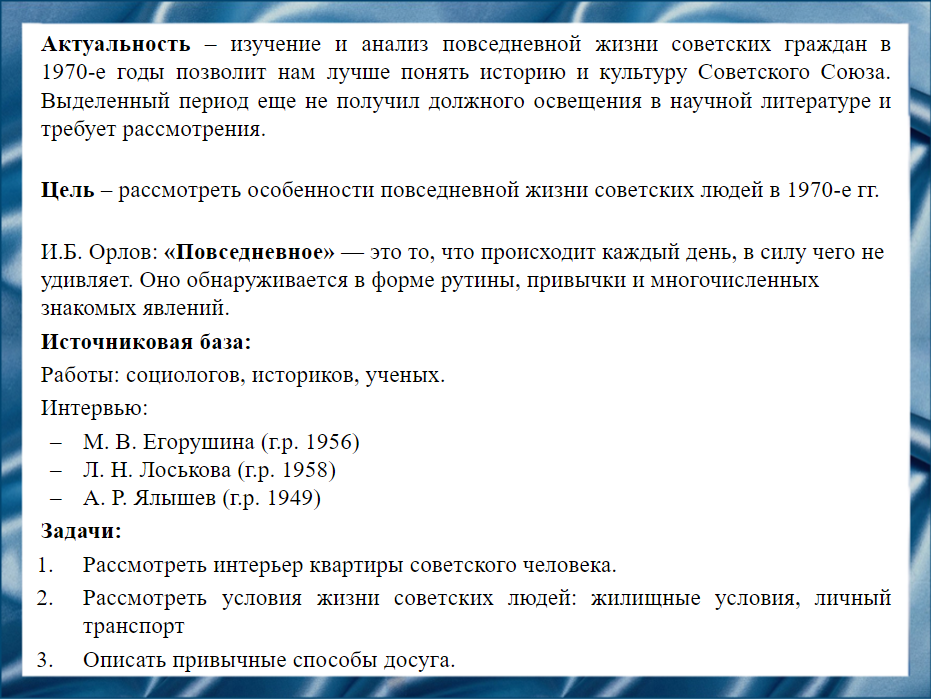 Актуальность – изучение и анализ повседневной жизни советских граждан в
1970-е годы позволит нам лучше понять историю и культуру Советского Союза.
Выделенный период еще не получил должного освещения в научной литературе и
требует рассмотрения.
Цель – рассмотреть особенности повседневной жизни советских людей в 1970-е гг.
И.Б. Орлов: «Повседневное» — это то, что происходит каждый день, в силу чего не
удивляет. Оно обнаруживается в форме рутины, привычки и многочисленных
знакомых явлений.
Источниковая база:
Работы: социологов, историков, ученых.
Интервью:
– М. В. Егорушина (г.р. 1956)
– Л. Н. Лоськова (г.р. 1958)
– А. Р. Ялышев (г.р. 1949)
Задачи:
1. Рассмотреть интерьер квартиры советского человека.
2. Рассмотреть условия жизни советских людей: жилищные условия, личный
транспорт
3. Описать привычные способы досуга.